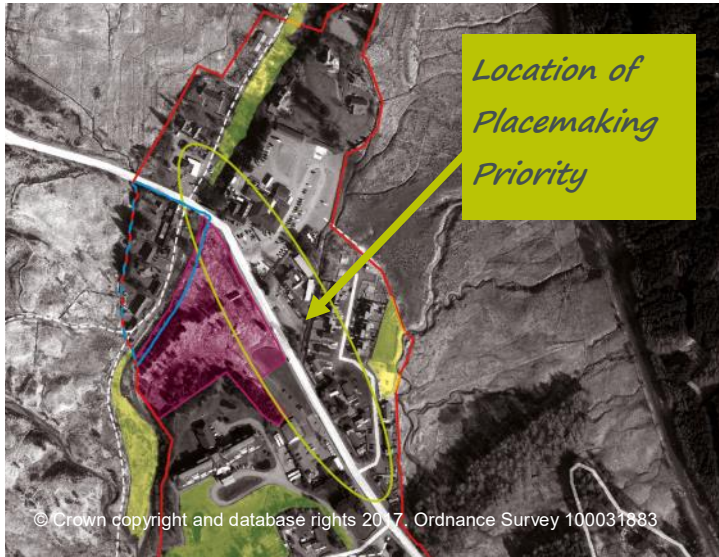 Location of
Placemaking
Priority
© Crown copyright and database rights 2017. Ordnance Survey 100031883